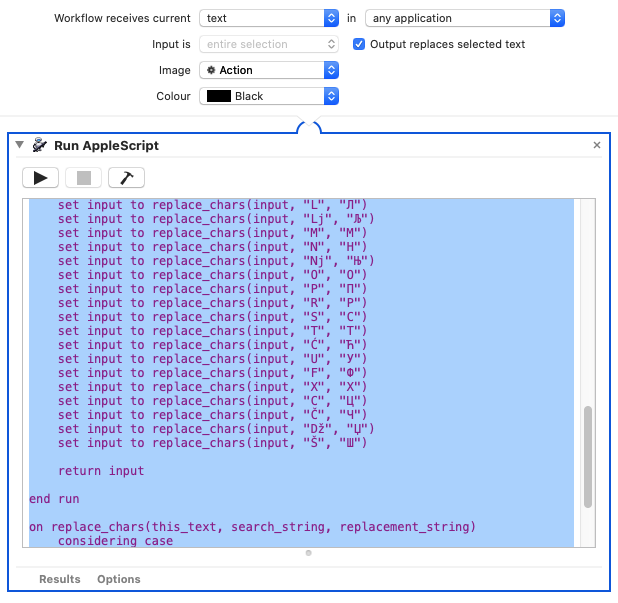 Workflow receives current text in any application
Input is entire selection Output replaces selected text
Image Action
Colour Black
Run AppleScript
set input to replace_chars(input, "L", "Л")
set input to replace_chars(input, "Lj", "Љ")
set input to replace_chars(input, "M", "М")
set input to replace_chars(input, "N", "Н")
set input to replace_chars(input, "Nj", "Њ")
set input to replace_chars(input, "O", "О")
set input to replace_chars(input, "P", "П")
set input to replace_chars(input, "R", "Р")
set input to replace_chars(input, "S", "С")
set input to replace_chars(input, "T", "Т")
set input to replace_chars(input, "Ć", "Ћ")
set input to replace_chars(input, "U", "У")
set input to replace_chars(input, "F", "Ф")
set input to replace_chars(input, "X", "Х")
set input to replace_chars(input, "C", "Ц")
set input to replace_chars(input, "Č", "Ч")
set input to replace_chars(input, "Dž", "Џ")
set input to replace_chars(input, "Š", "Ш")
return input
end run
on replace_chars(this_text, search_string, replacement_string)
considering case
Results Options